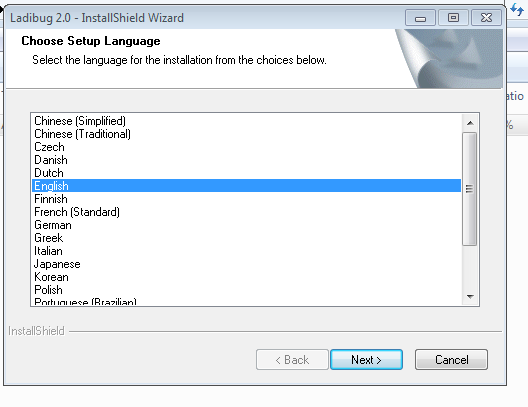 Ladibug 2.0 - InstallShield Wizard
Choose Setup Language
Select the language for the installation from the choices below.
Chinese (Simplified)
Chinese (Traditional)
Czech
Danish
Dutch
English
Finnish
French (Standard)
German
Greek
Italian
Japanese
Korean
Polish
Portuguese (Brazilian)
InstallShield
< Back
Next >
Cancel
atio
%